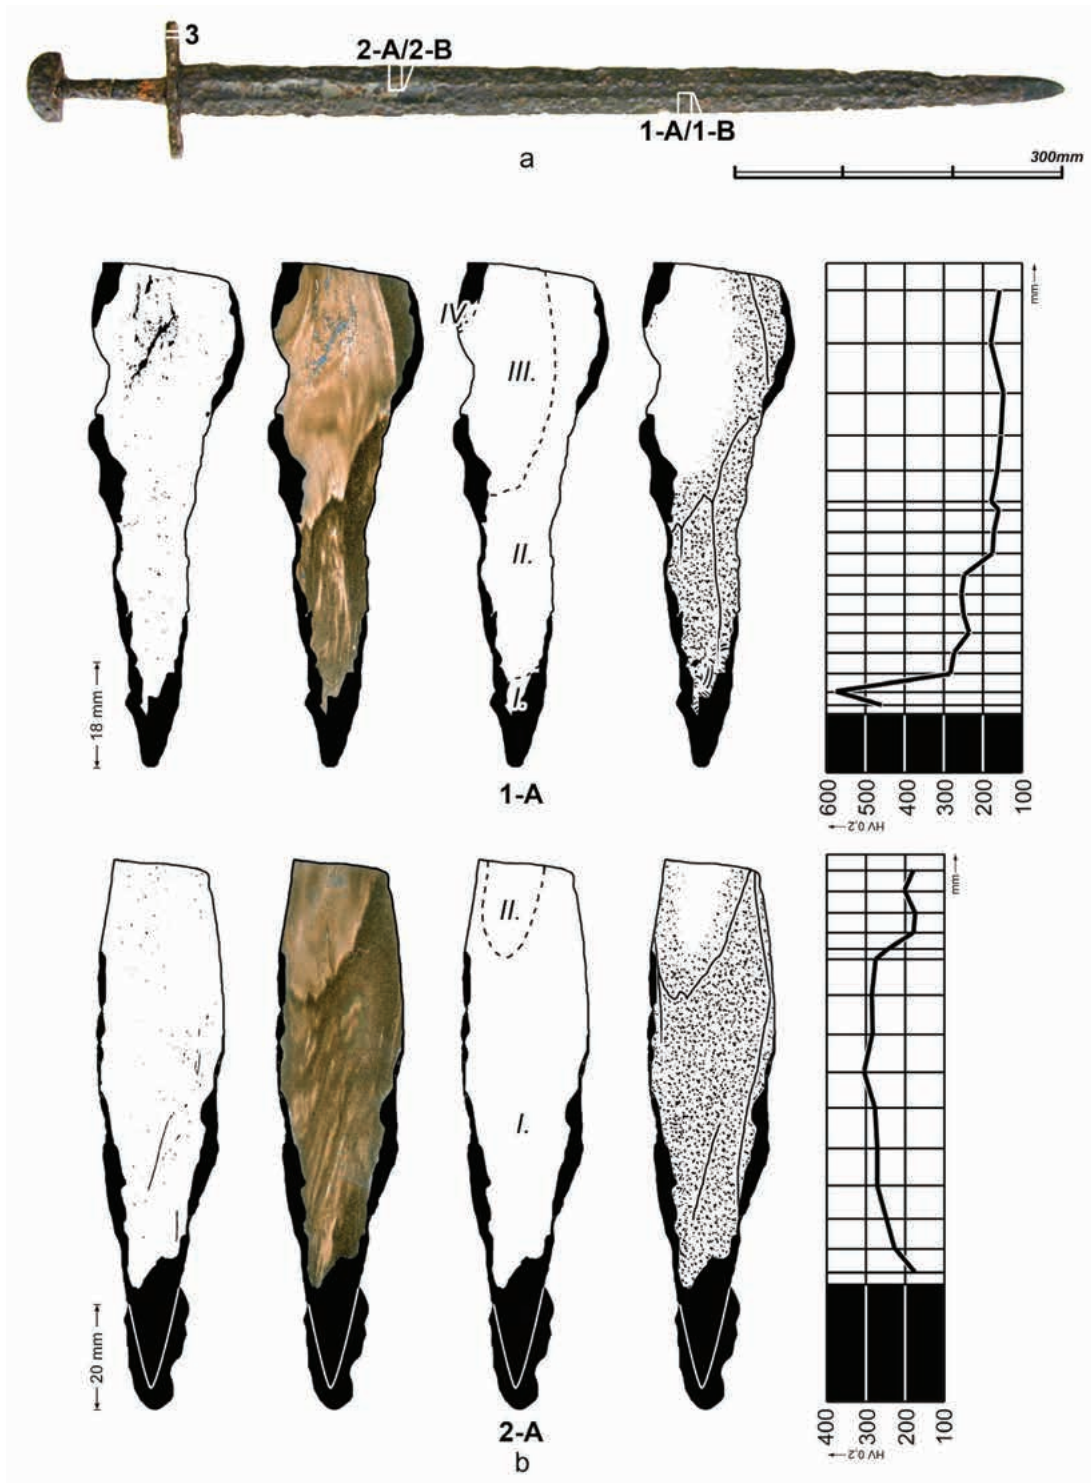 3
2-A/2-B
1-A/1-B
a
300mm
IV.
III.
II.
I.
18 mm
1-A
mm
600 500 400 300 200 100
HV 0,2
II.
I.
20 mm
2-A
b
mm
400 300 200 100
HV 0,2